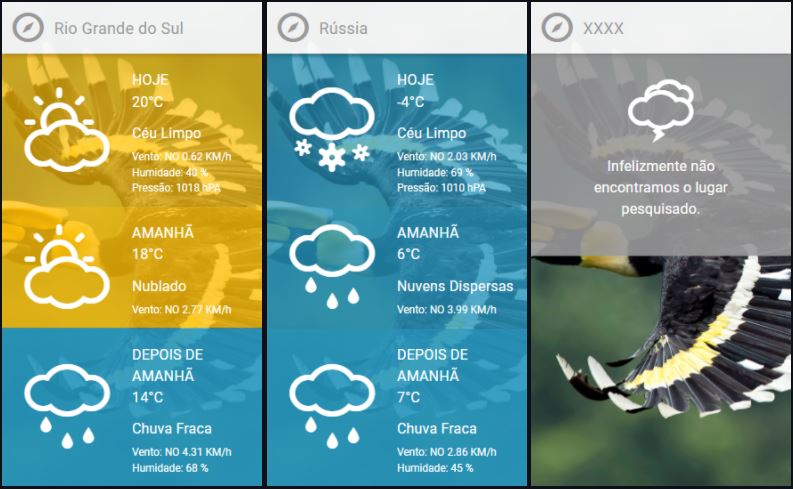 Rio Grande do Sul
HOJE
20°C
Céu Limpo
Vento: NO 0.62 KM/h
Humidade: 40 %
Pressão: 1018 hPA
AMANHÃ
18°C
Nublado
Vento: NO 2.77 KM/h
DEPOIS DE
AMANHÃ
14°C
Chuva Fraca
Vento: NO 4.31 KM/h
Humidade: 68 %
Rússia
HOJE
-4°C
Céu Limpo
Vento: NO 2.03 KM/h
Humidade: 69 %
Pressão: 1010 hPA
AMANHÃ
6°C
Nuvens Dispersas
Vento: NO 3.99 KM/h
DEPOIS DE
AMANHÃ
7°C
Chuva Fraca
Vento: NO 2.86 KM/h
Humidade: 45 %
XXXX
Infelizmente não
encontramos o lugar
pesquisado.